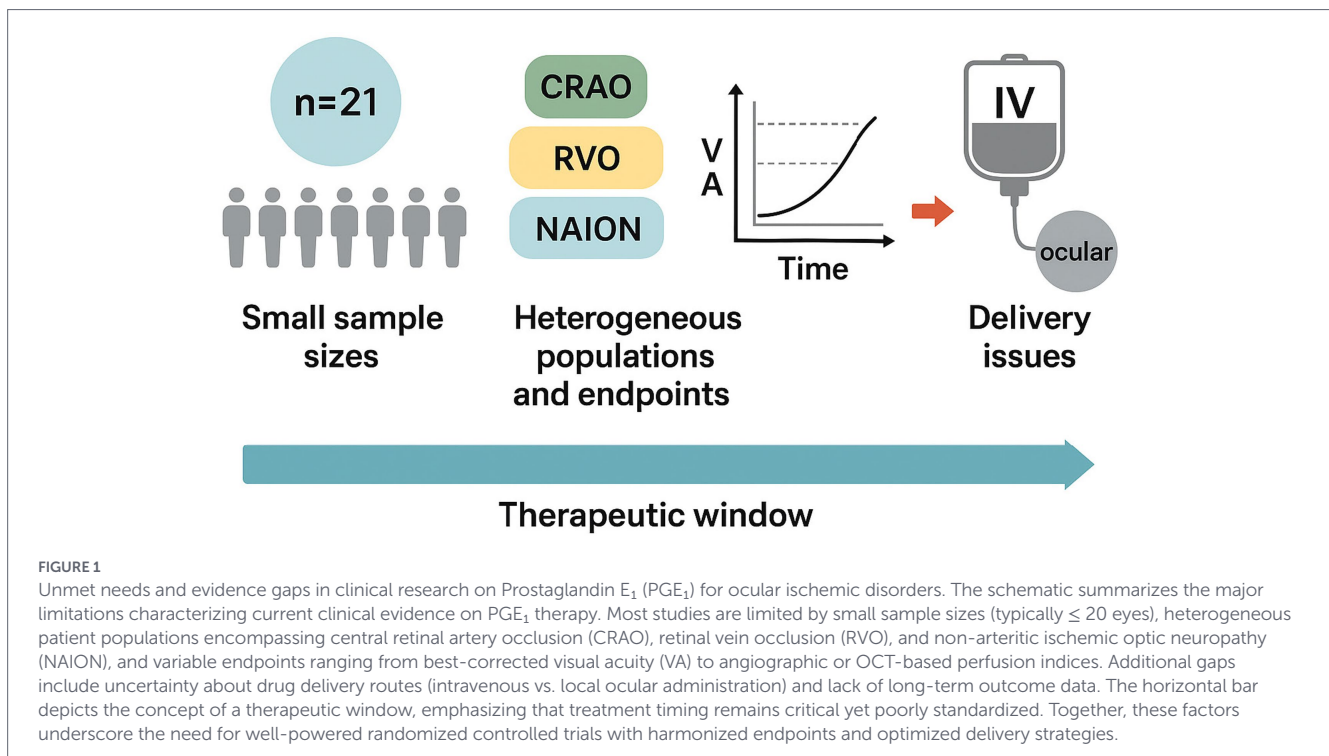 n=21
Small sample
sizes
CRAO
RVO
NAION
Heterogeneous
populations
and endpoints
V
A
Time
IV
ocular
Delivery
issues
Therapeutic window
FIGURE 1
Unmet needs and evidence gaps in clinical research on Prostaglandin E₁ (PGE₁) for ocular ischemic disorders. The schematic summarizes the major
limitations characterizing current clinical evidence on PGE₁ therapy. Most studies are limited by small sample sizes (typically ≤ 20 eyes), heterogeneous
patient populations encompassing central retinal artery occlusion (CRAO), retinal vein occlusion (RVO), and non-arteritic ischemic optic neuropathy
(NAION), and variable endpoints ranging from best-corrected visual acuity (VA) to angiographic or OCT-based perfusion indices. Additional gaps
include uncertainty about drug delivery routes (intravenous vs. local ocular administration) and lack of long-term outcome data. The horizontal bar
depicts the concept of a therapeutic window, emphasizing that treatment timing remains critical yet poorly standardized. Together, these factors
underscore the need for well-powered randomized controlled trials with harmonized endpoints and optimized delivery strategies.